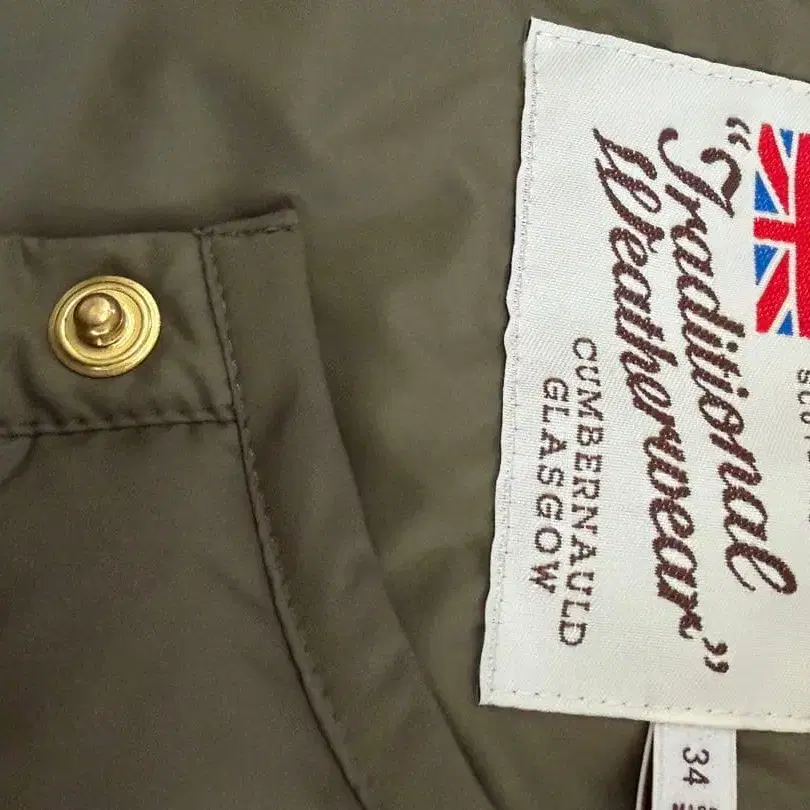 "Traditional
Weatherwear"
CUMBERNAULD
GLASGOW
34